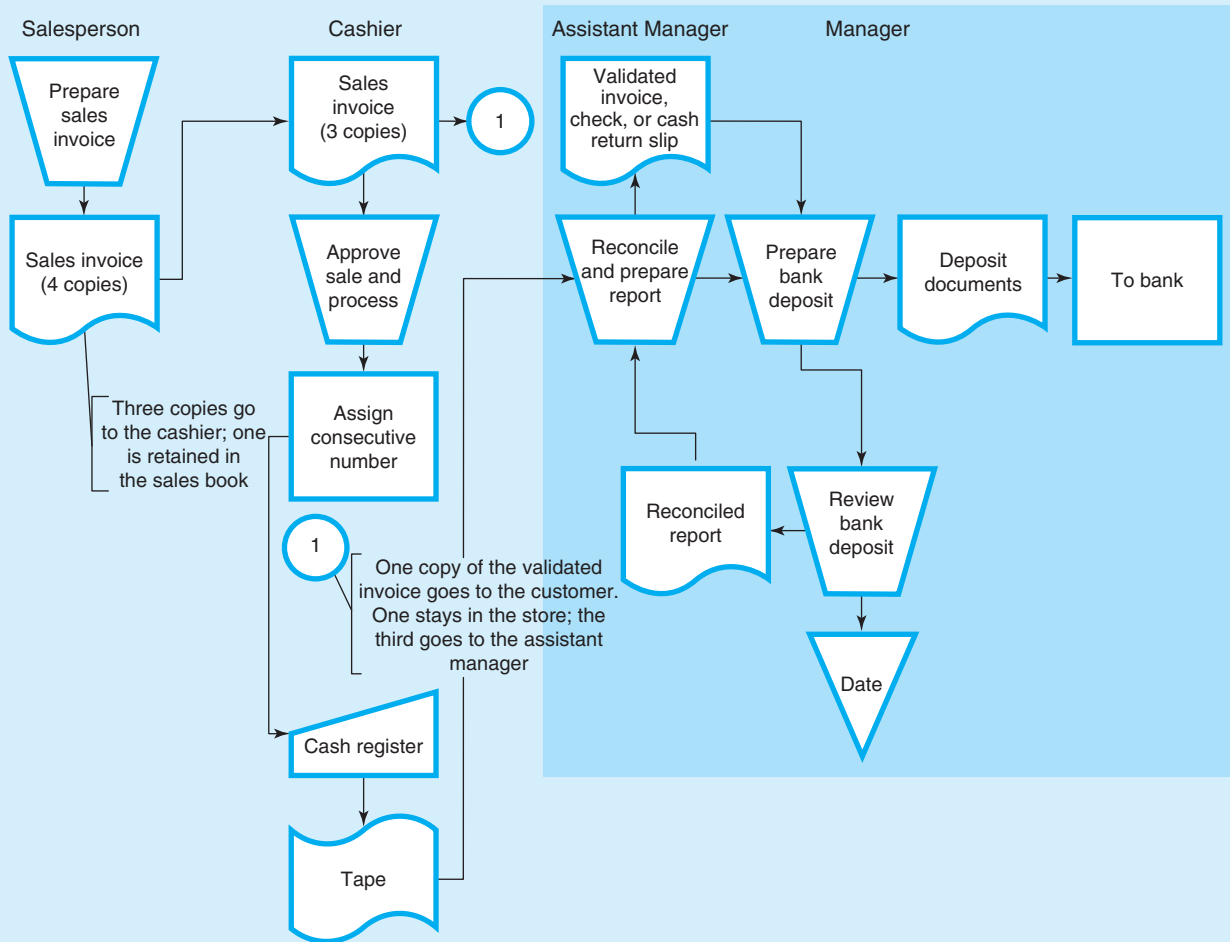 Salesperson
Prepare
sales
invoice
Sales invoice
(4 copies)
Three copies go
to the cashier; one
is retained in
the sales book
Cashier
Sales
invoice
(3 copies)
1
Approve
sale and
process
Assign
consecutive
number
1
One copy of the validated
invoice goes to the customer.
One stays in the store; the
third goes to the assistant
manager
Cash register
Tape
Assistant Manager
Validated
invoice,
check, or cash
return slip
Reconcile
and prepare
report
Reconciled
report
Manager
Prepare
bank
deposit
Deposit
documents
To bank
Review
bank
deposit
Date